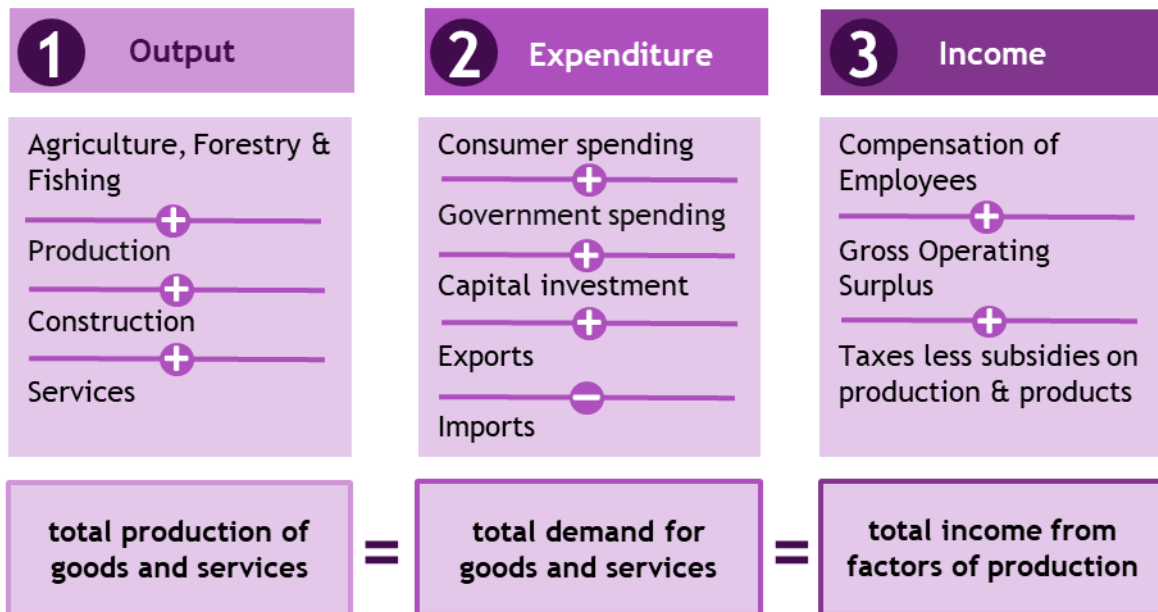 1 Output
Agriculture, Forestry &
Fishing
+
Production
+
Construction
+
Services
total production of
goods and services
=
2 Expenditure
Consumer spending
+
Government spending
+
Capital investment
+
Exports
−
Imports
total demand for
goods and services
=
3 Income
Compensation of
Employees
+
Gross Operating
Surplus
+
Taxes less subsidies on
production & products
total income from
factors of production